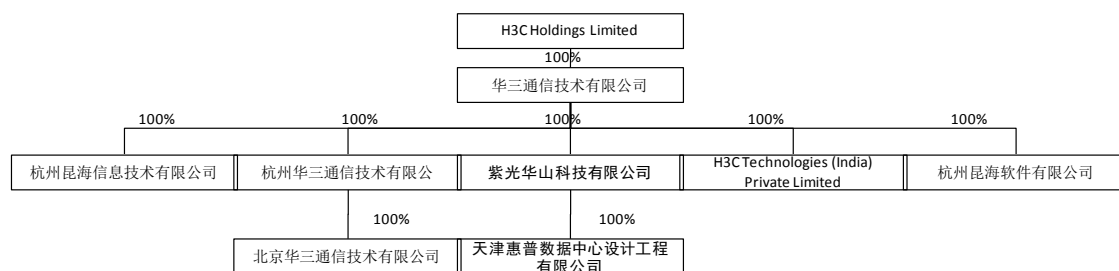 H3C Holdings Limited
100%
华三通信技术有限公司
100%
100%
100%
100%
100%
杭州昆海信息技术有限公司
杭州华三通信技术有限公
紫光华山科技有限公司
H3C Technologies (India)
Private Limited
杭州昆海软件有限公司
100%
100%
北京华三通信技术有限公司
天津惠普数据中心设计工程
有限公司